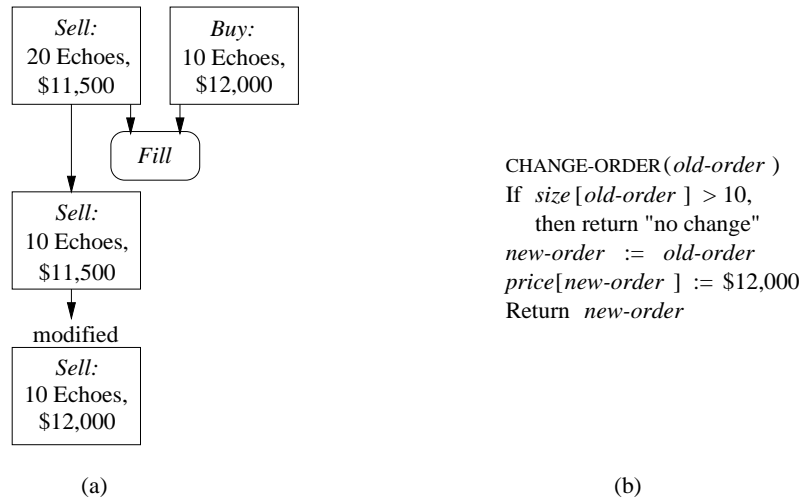 Sell:
20 Echoes,
$11,500
Buy:
10 Echoes,
$12,000
Fill
Sell:
10 Echoes,
$11,500
modified
Sell:
10 Echoes,
$12,000
(a)
CHANGE-ORDER(old-order )
If size[old-order ] > 10,
then return "no change"
new-order := old-order
price[new-order ] := $12,000
Return new-order
(b)